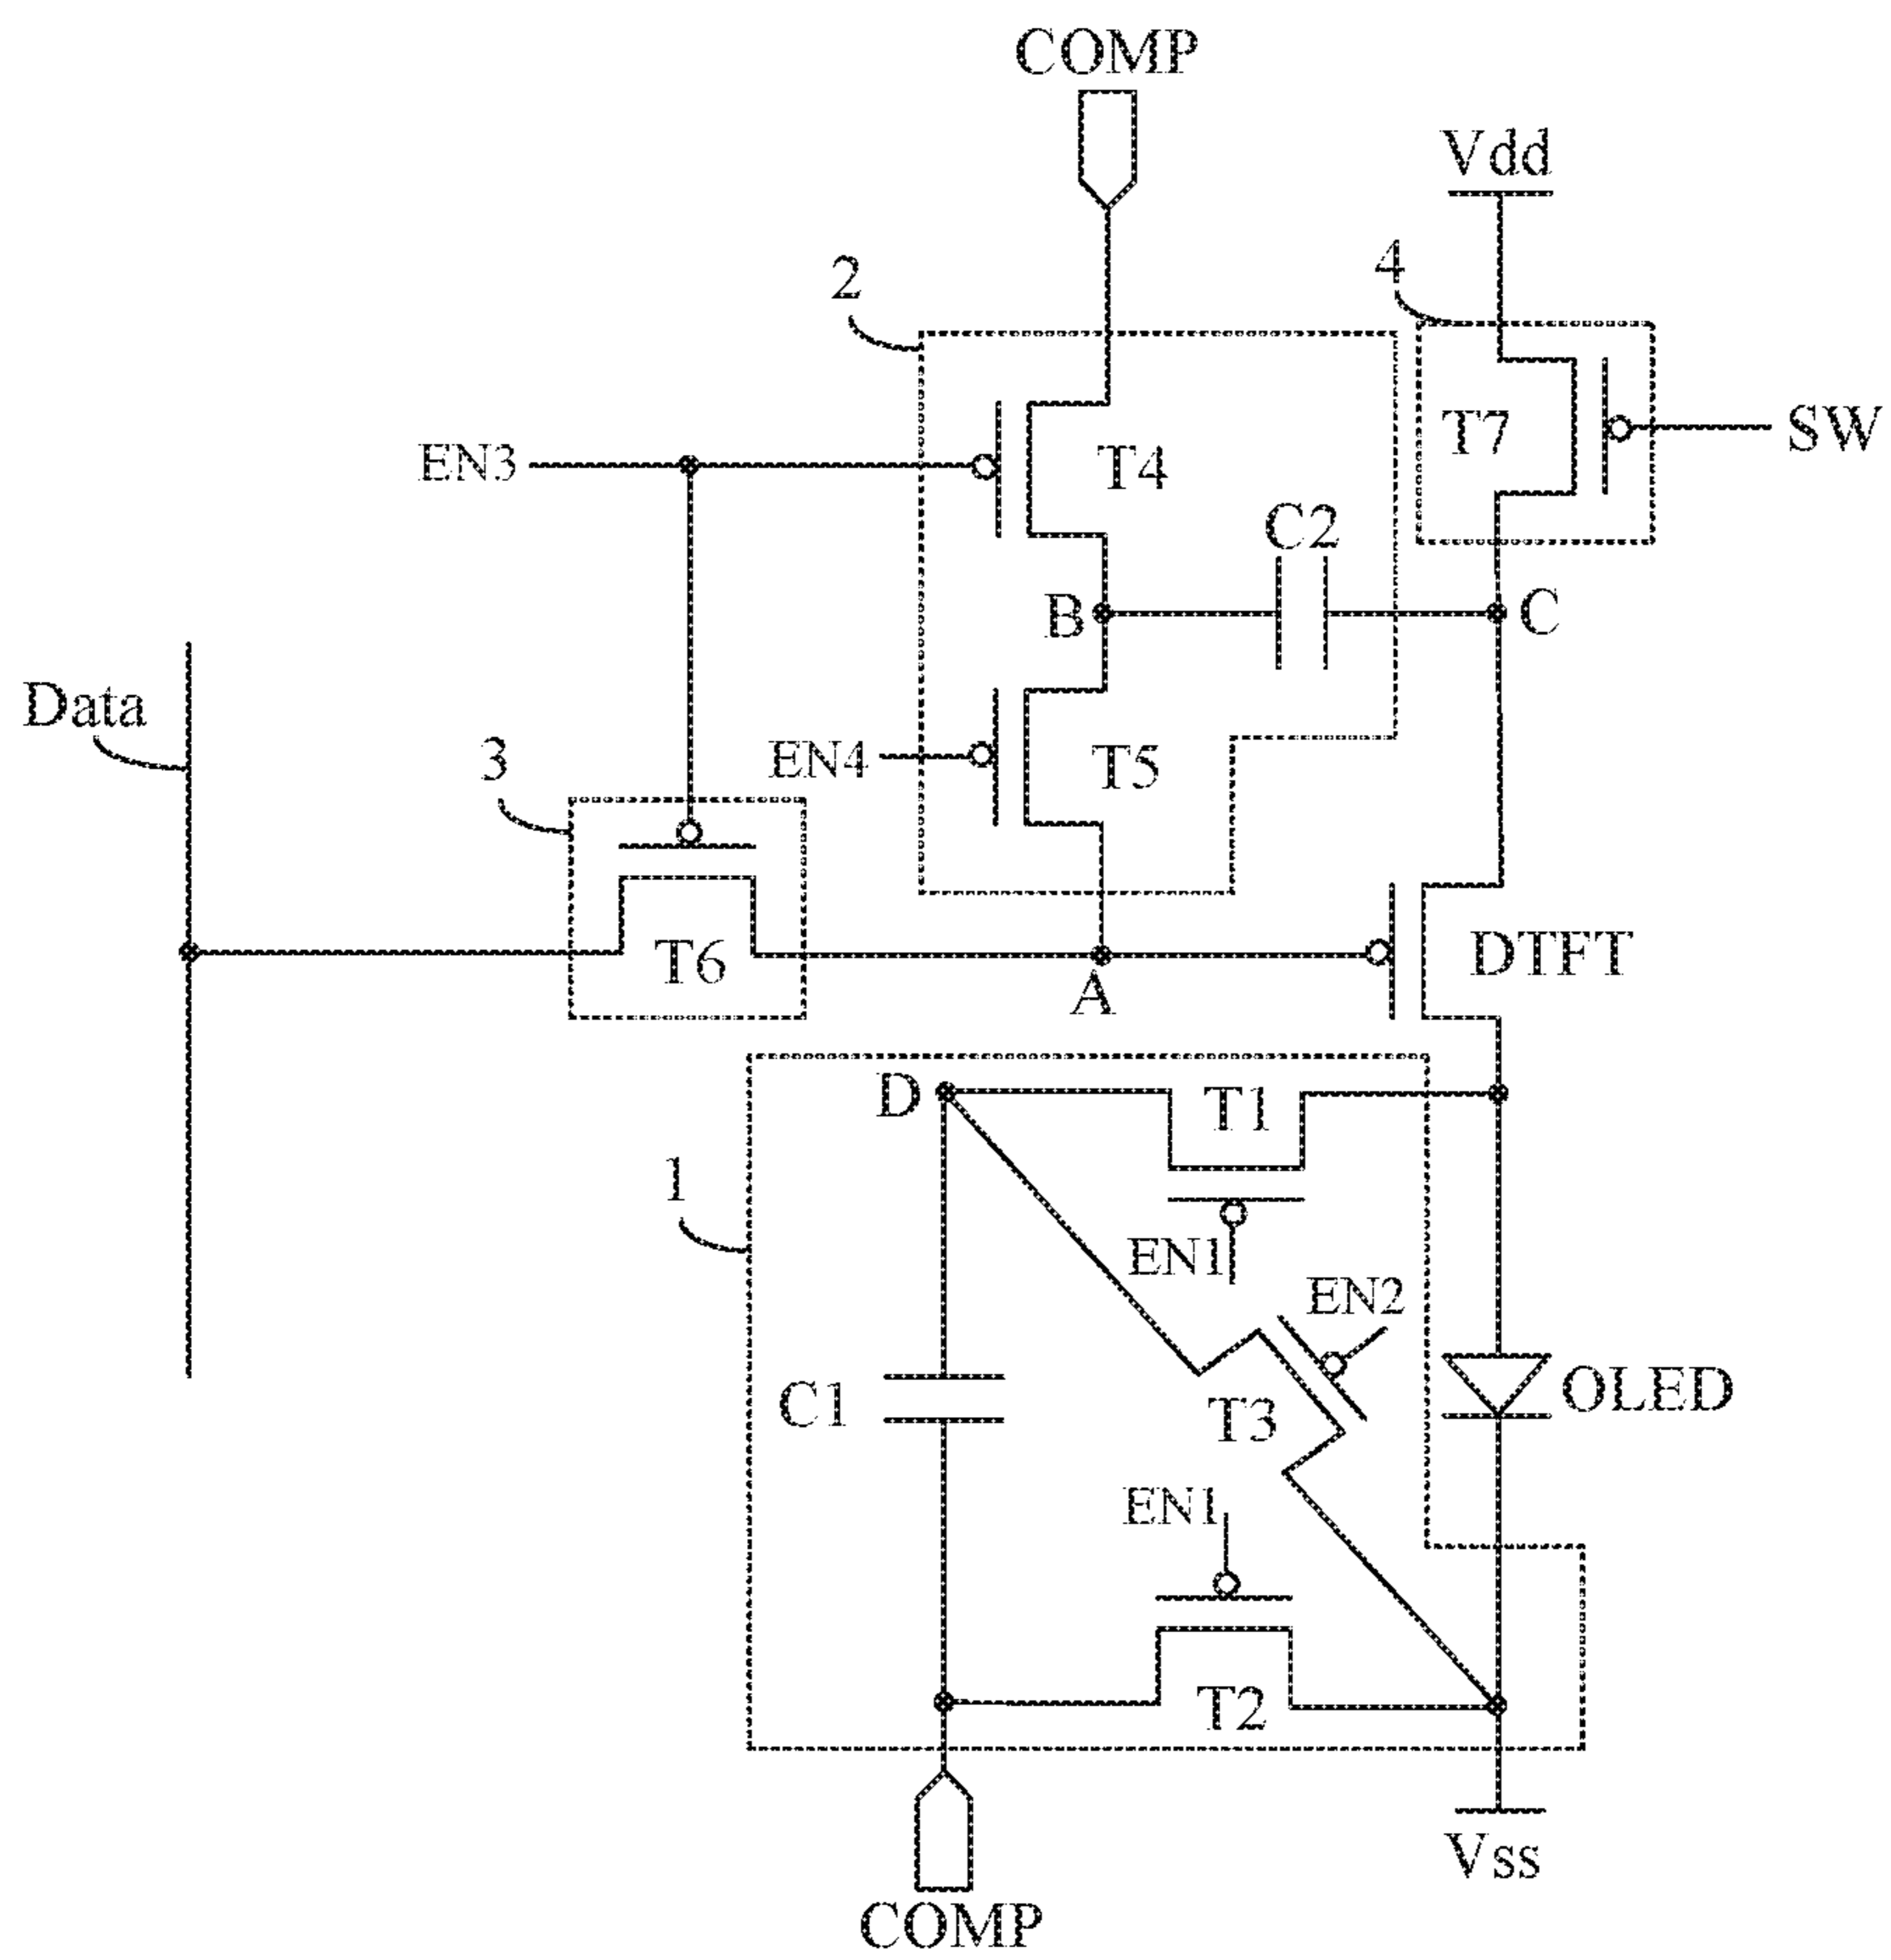 COMP
Vdd
2
4
T7
SW
EN3
T4
C2
B
C
Data
3
EN4
T5
T6
A
DTFT
D
T1
1
EN1
EN2
C1
T3
OLED
EN1
T2
Vss
COMP